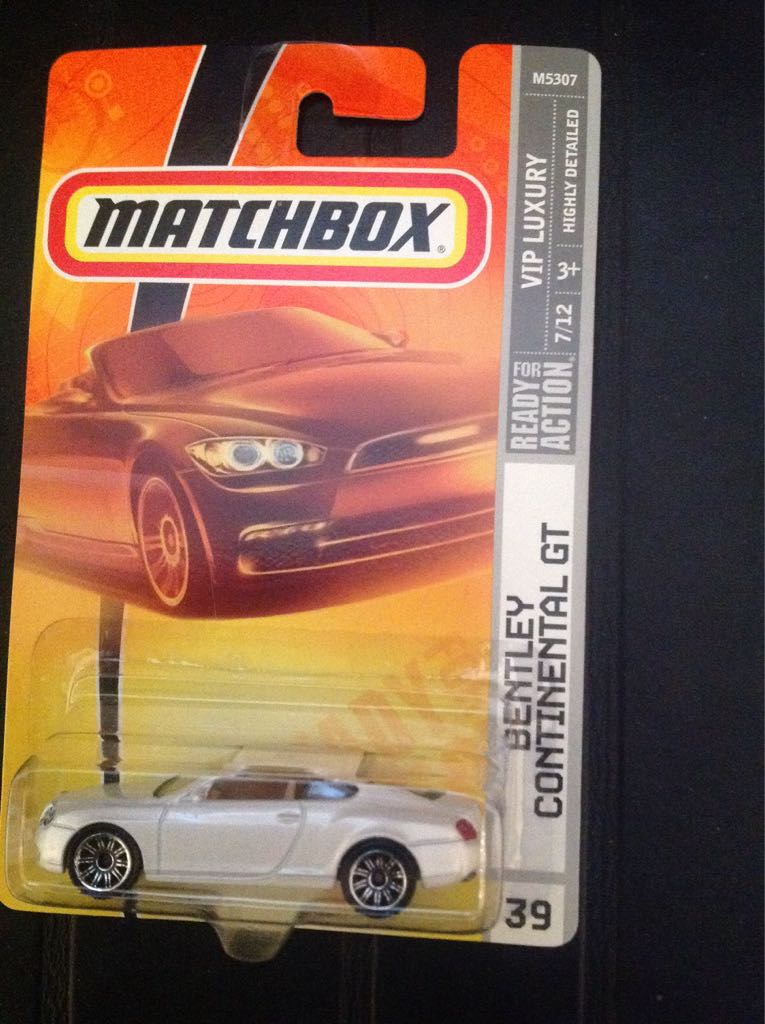 M5307
MATCHBOX®
VIP LUXURY
HIGHLY DETAILED
7/12
3+
READY FOR
ACTION®
BENTLEY
CONTINENTAL GT
39